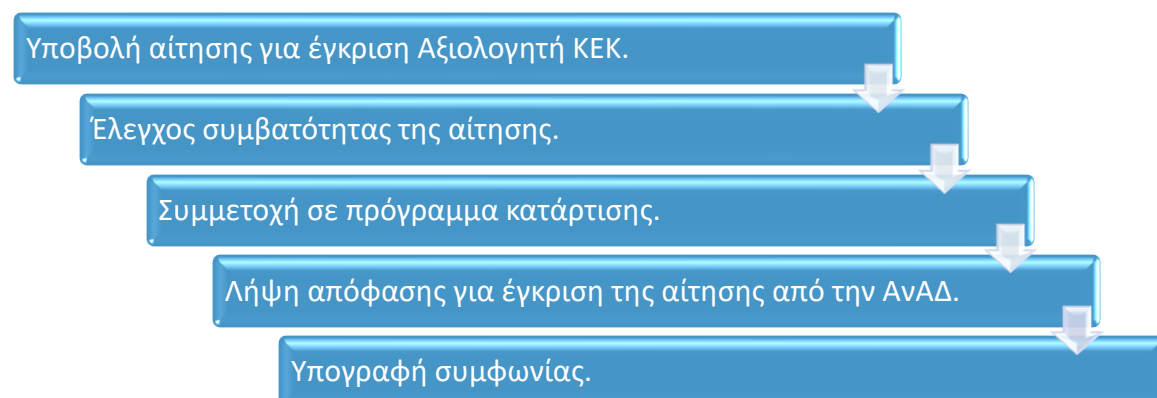 Υποβολή αίτησης για έγκριση Αξιολογητή ΚΕΚ.
Έλεγχος συμβατότητας της αίτησης.
Συμμετοχή σε πρόγραμμα κατάρτισης.
Λήψη απόφασης για έγκριση της αίτησης από την ΑνΑΔ.
Υπογραφή συμφωνίας.